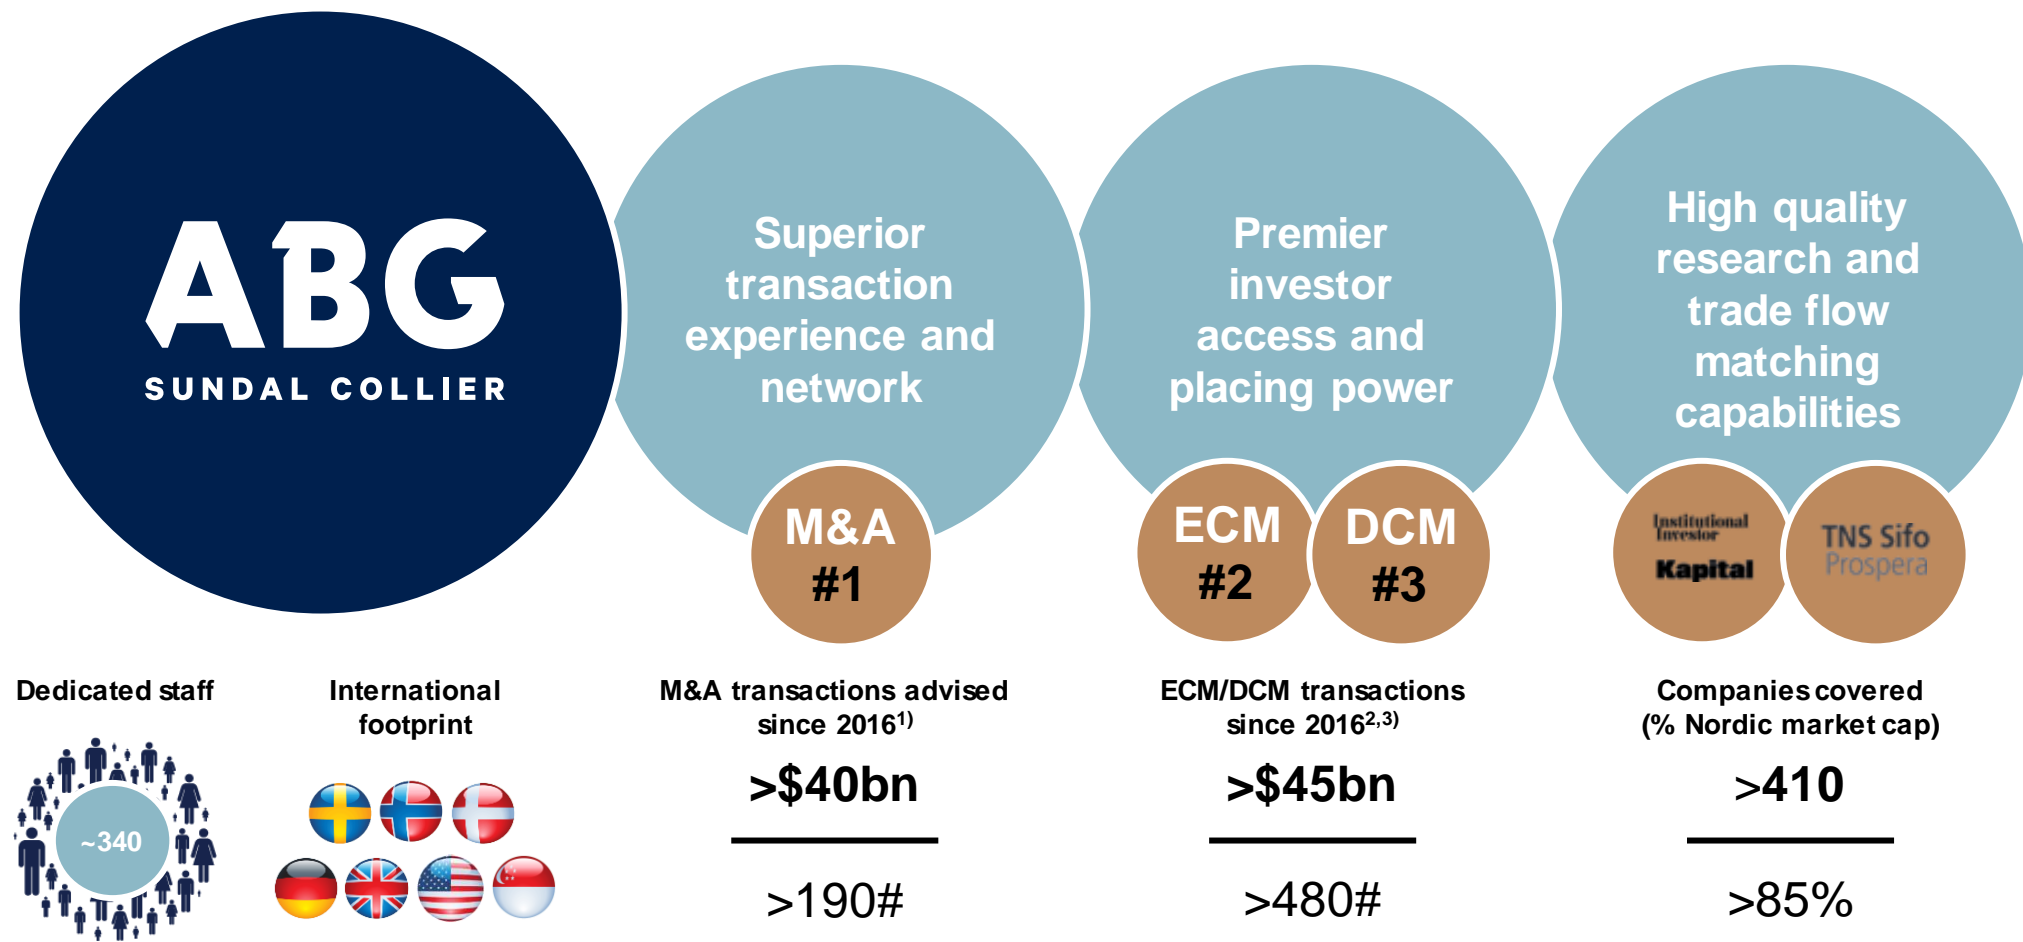 ABG
SUNDAL COLLIER
Superior
transaction
experience and
network
Premier
investor
access and
placing power
High quality
research and
trade flow
matching
capabilities
M&A
#1
ECM
#2
DCM
#3
Institutional
Investor
Kapital
TNS Sifo
Prospera
Dedicated staff
~340
International
footprint
M&A transactions advised
since 2016¹⁾
>$40bn
>190#
ECM/DCM transactions
since 2016²,³⁾
>$45bn
>480#
Companies covered
(% Nordic market cap)
>410
>85%